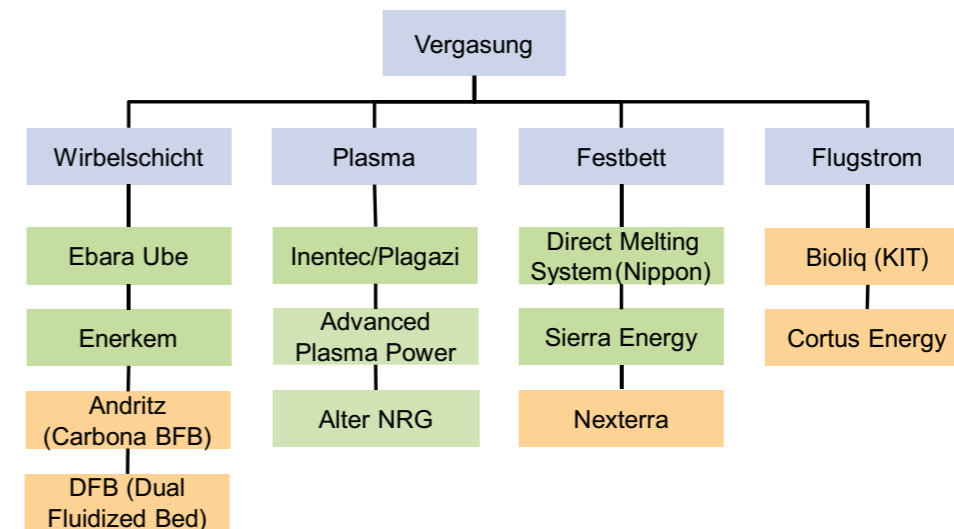 Vergasung
Wirbelschicht
Plasma
Festbett
Flugstrom
Ebara Ube
Inentec/Plagazi
Direct Melting
System (Nippon)
Bioliq (KIT)
Enerkem
Advanced
Plasma Power
Sierra Energy
Cortus Energy
Andritz
(Carbona BFB)
Alter NRG
Nexterra
DFB (Dual
Fluidized Bed)